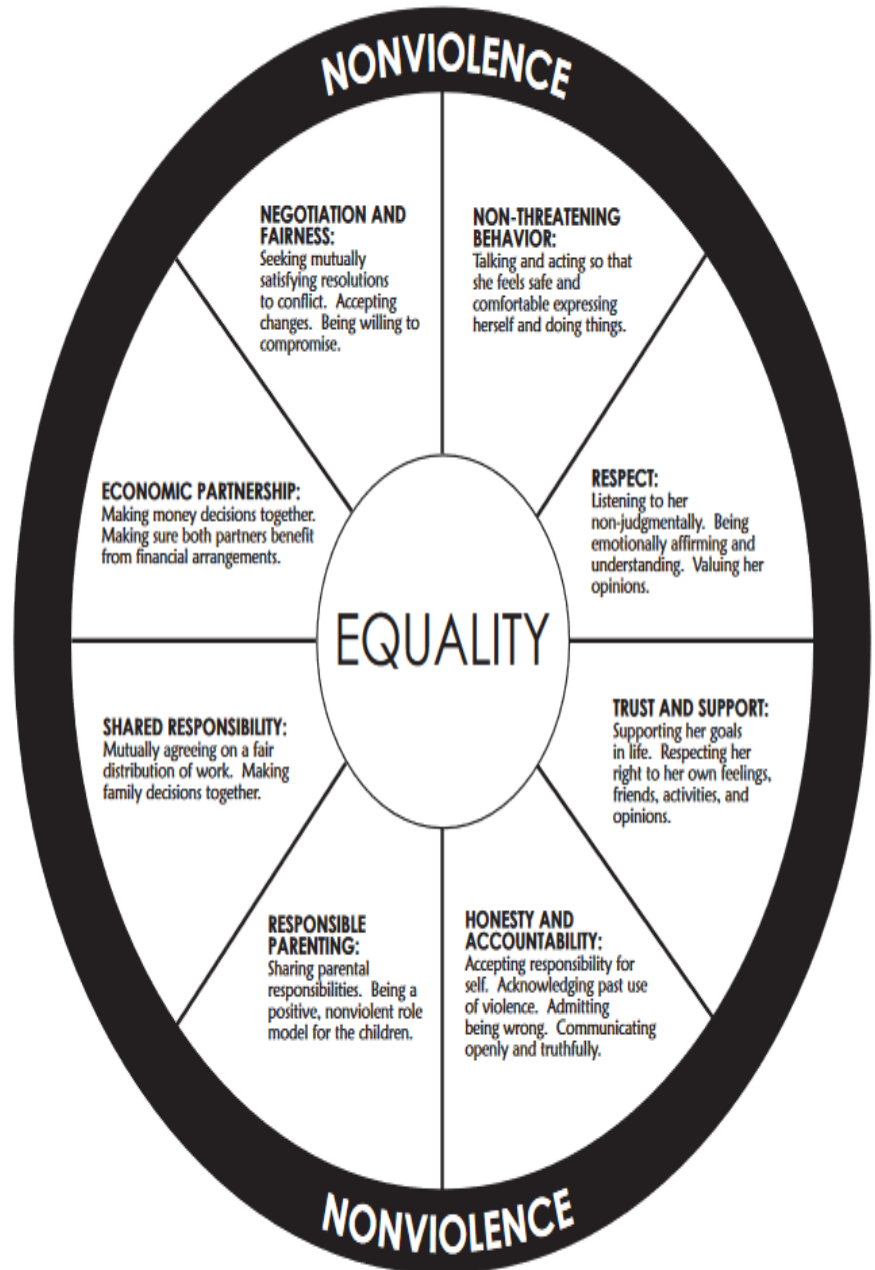 NONVIOLENCE
NEGOTIATION AND
FAIRNESS:
Seeking mutually
satisfying resolutions
to conflict. Accepting
changes. Being willing to
compromise.
NON-THREATENING
BEHAVIOR:
Talking and acting so that
she feels safe and
comfortable expressing
herself and doing things.
ECONOMIC PARTNERSHIP:
Making money decisions together.
Making sure both partners benefit
from financial arrangements.
RESPECT:
Listening to her
non-judgmentally. Being
emotionally affirming and
understanding. Valuing her
opinions.
EQUALITY
SHARED RESPONSIBILITY:
Mutually agreeing on a fair
distribution of work. Making
family decisions together.
TRUST AND SUPPORT:
Supporting her goals
in life. Respecting her
right to her own feelings,
friends, activities, and
opinions.
RESPONSIBLE
PARENTING:
Sharing parental
responsibilities. Being a
positive, nonviolent role
model for the children.
HONESTY AND
ACCOUNTABILITY:
Accepting responsibility for
self. Acknowledging past use
of violence. Admitting
being wrong. Communicating
openly and truthfully.
NONVIOLENCE